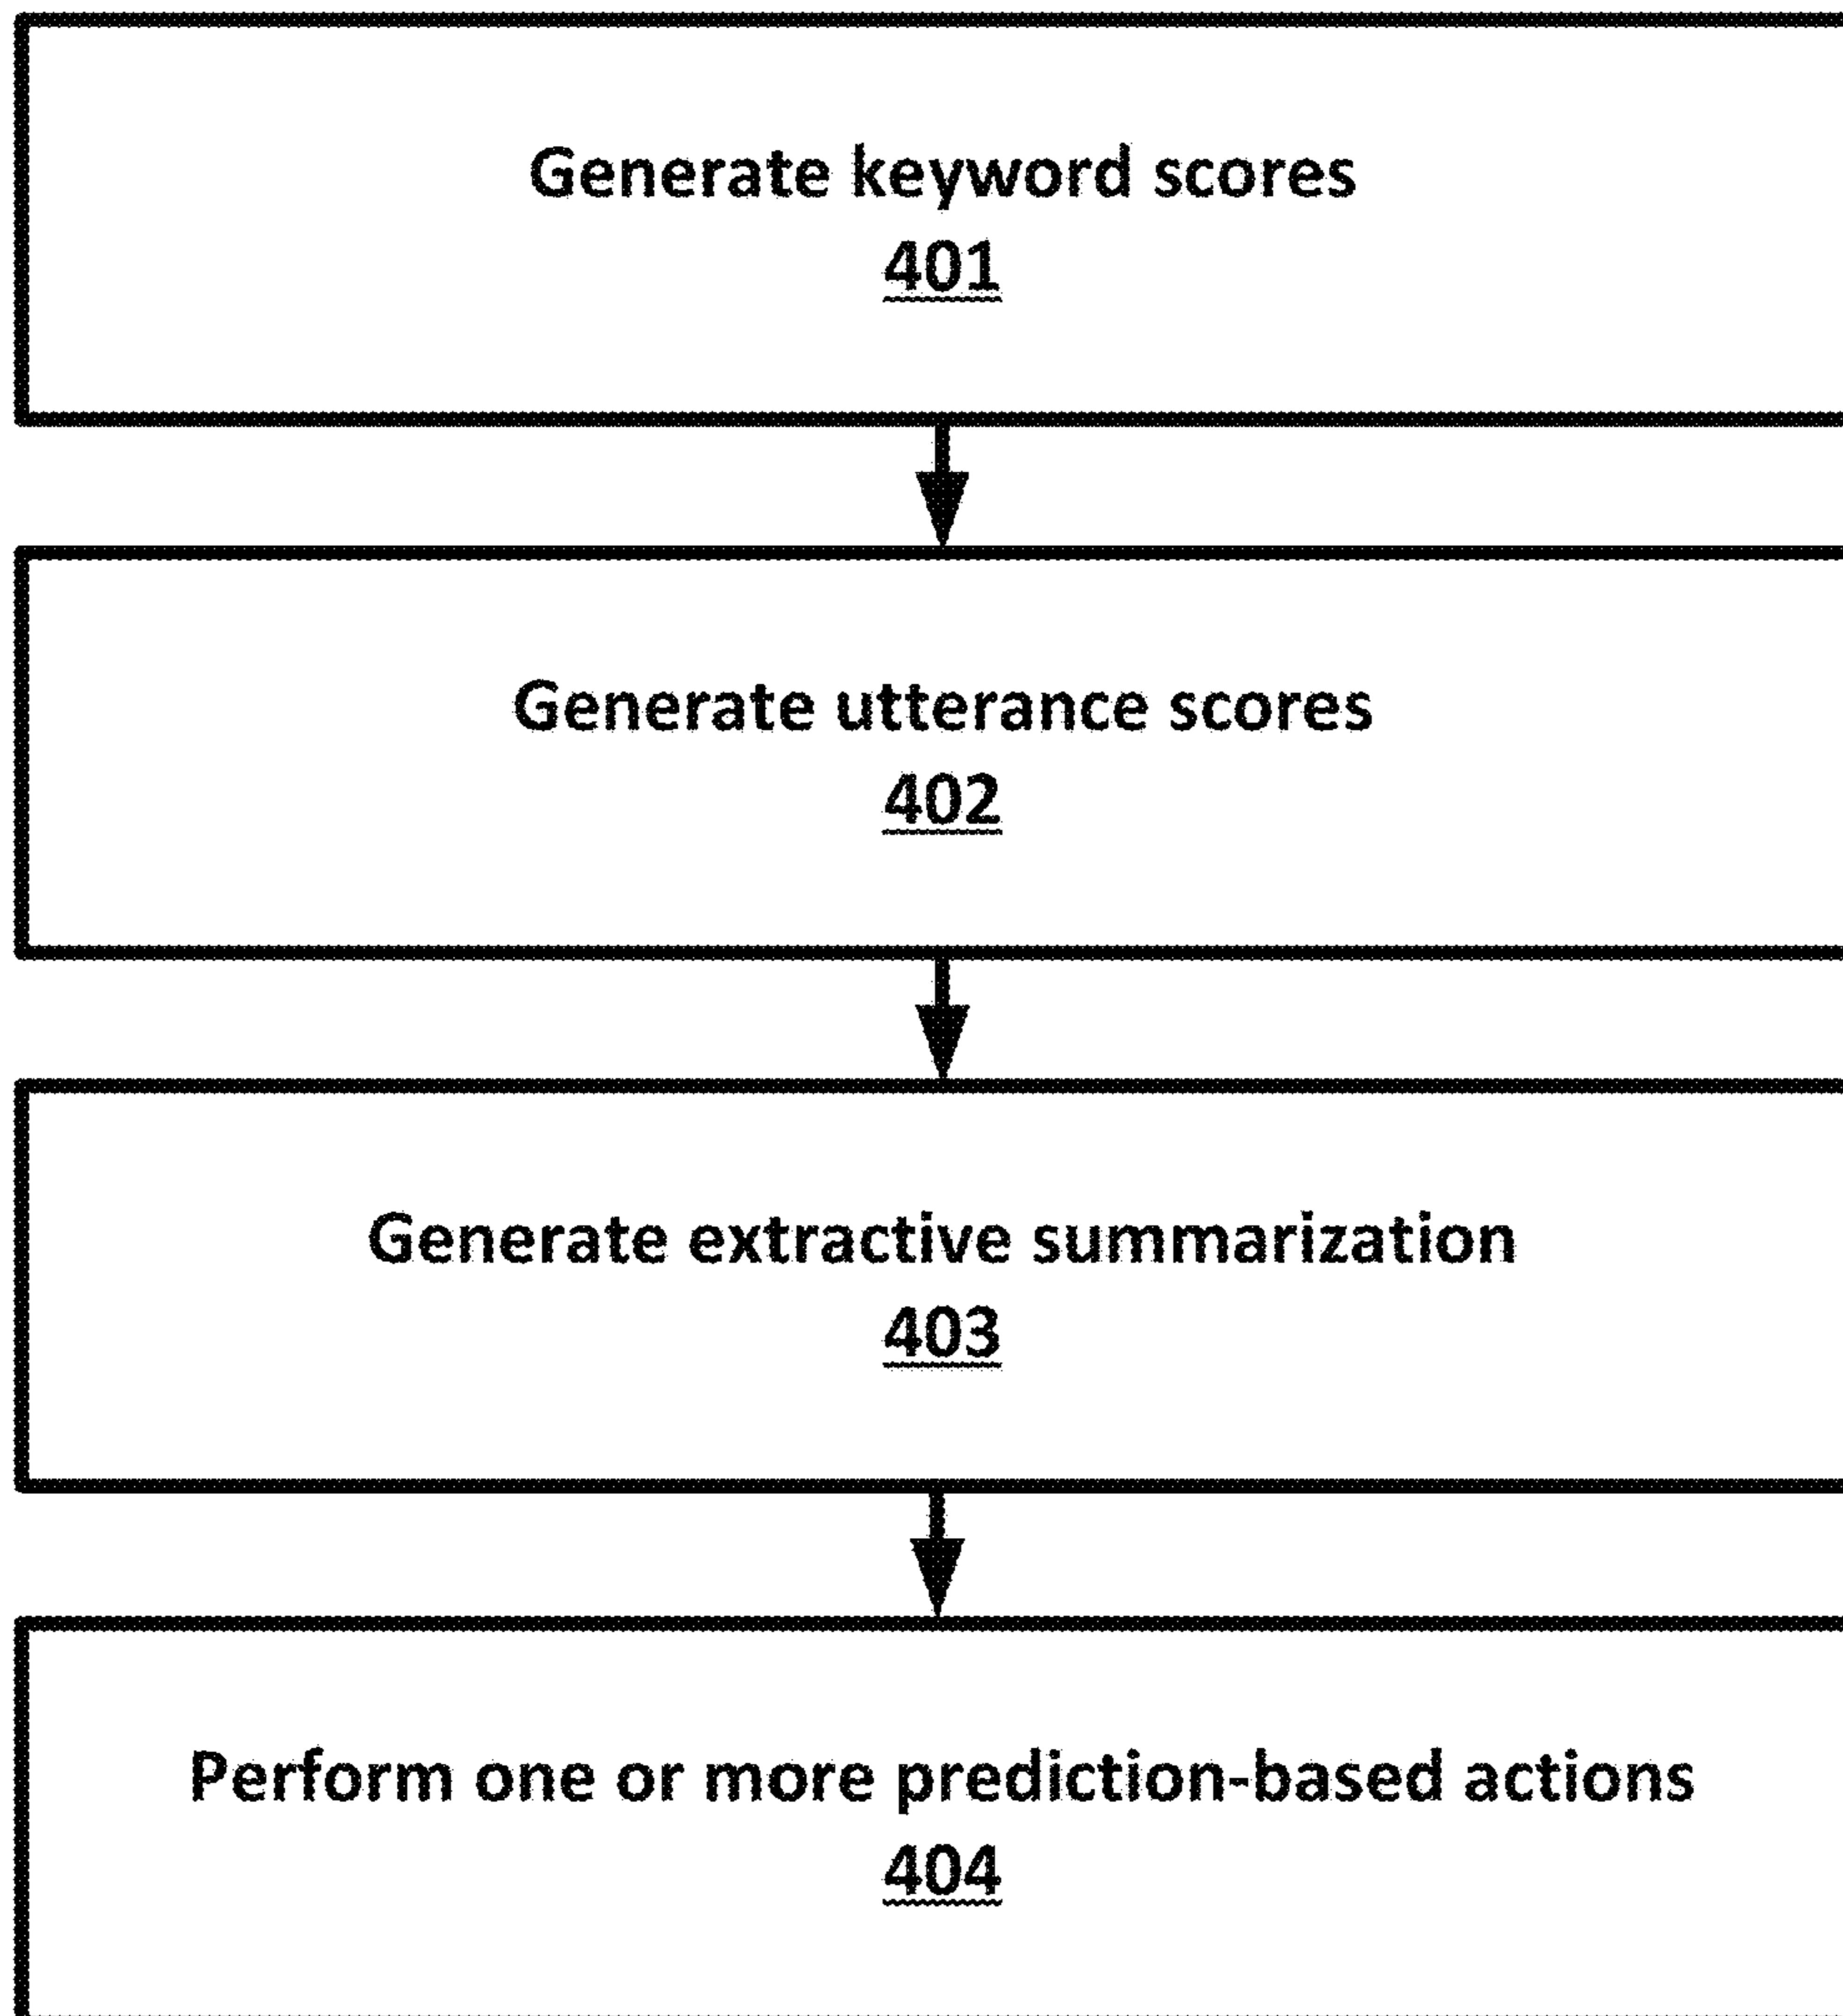 Generate keyword scores
401
Generate utterance scores
402
Generate extractive summarization
403
Perform one or more prediction-based actions
404